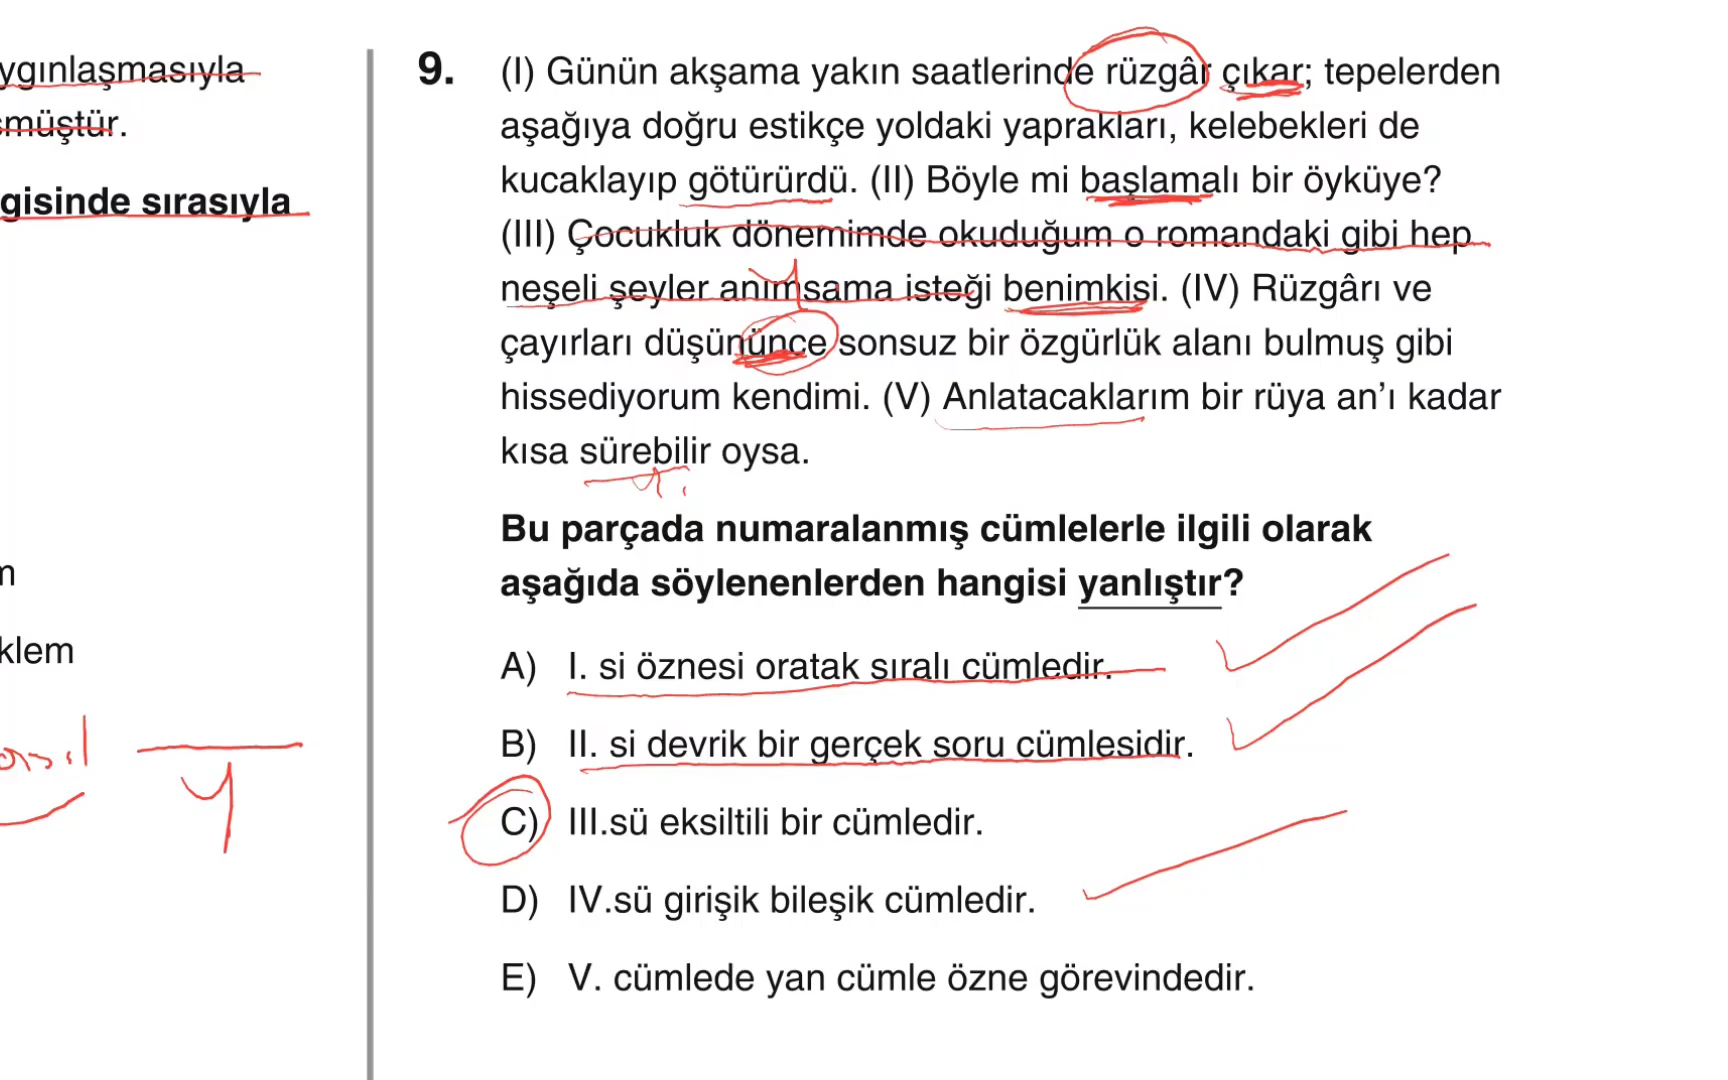 ygınlaşmasıyla
müştür.
gisinde sırasıyla
m
klem
9. (I) Günün akşama yakın saatlerinde rüzgâr çıkar; tepelerden
aşağıya doğru estikçe yoldaki yaprakları, kelebekleri de
kucaklayıp götürürdü. (II) Böyle mi başlamalı bir öyküye?
(III) Çocukluk dönemimde okuduğum o romandaki gibi hep
neşeli şeyler anımsama isteği benimkisi. (IV) Rüzgârı ve
çayırları düşününce sonsuz bir özgürlük alanı bulmuş gibi
hissediyorum kendimi. (V) Anlatacaklarım bir rüya an’ı kadar
kısa sürebilir oysa.
Bu parçada numaralanmış cümlelerle ilgili olarak
aşağıda söylenenlerden hangisi yanlıştır?
A) I. si öznesi oratak sıralı cümledir.
B) II. si devrik bir gerçek soru cümlesidir.
C) III.sü eksiltili bir cümledir.
D) IV.sü girişik bileşik cümledir.
E) V. cümlede yan cümle özne görevindedir.